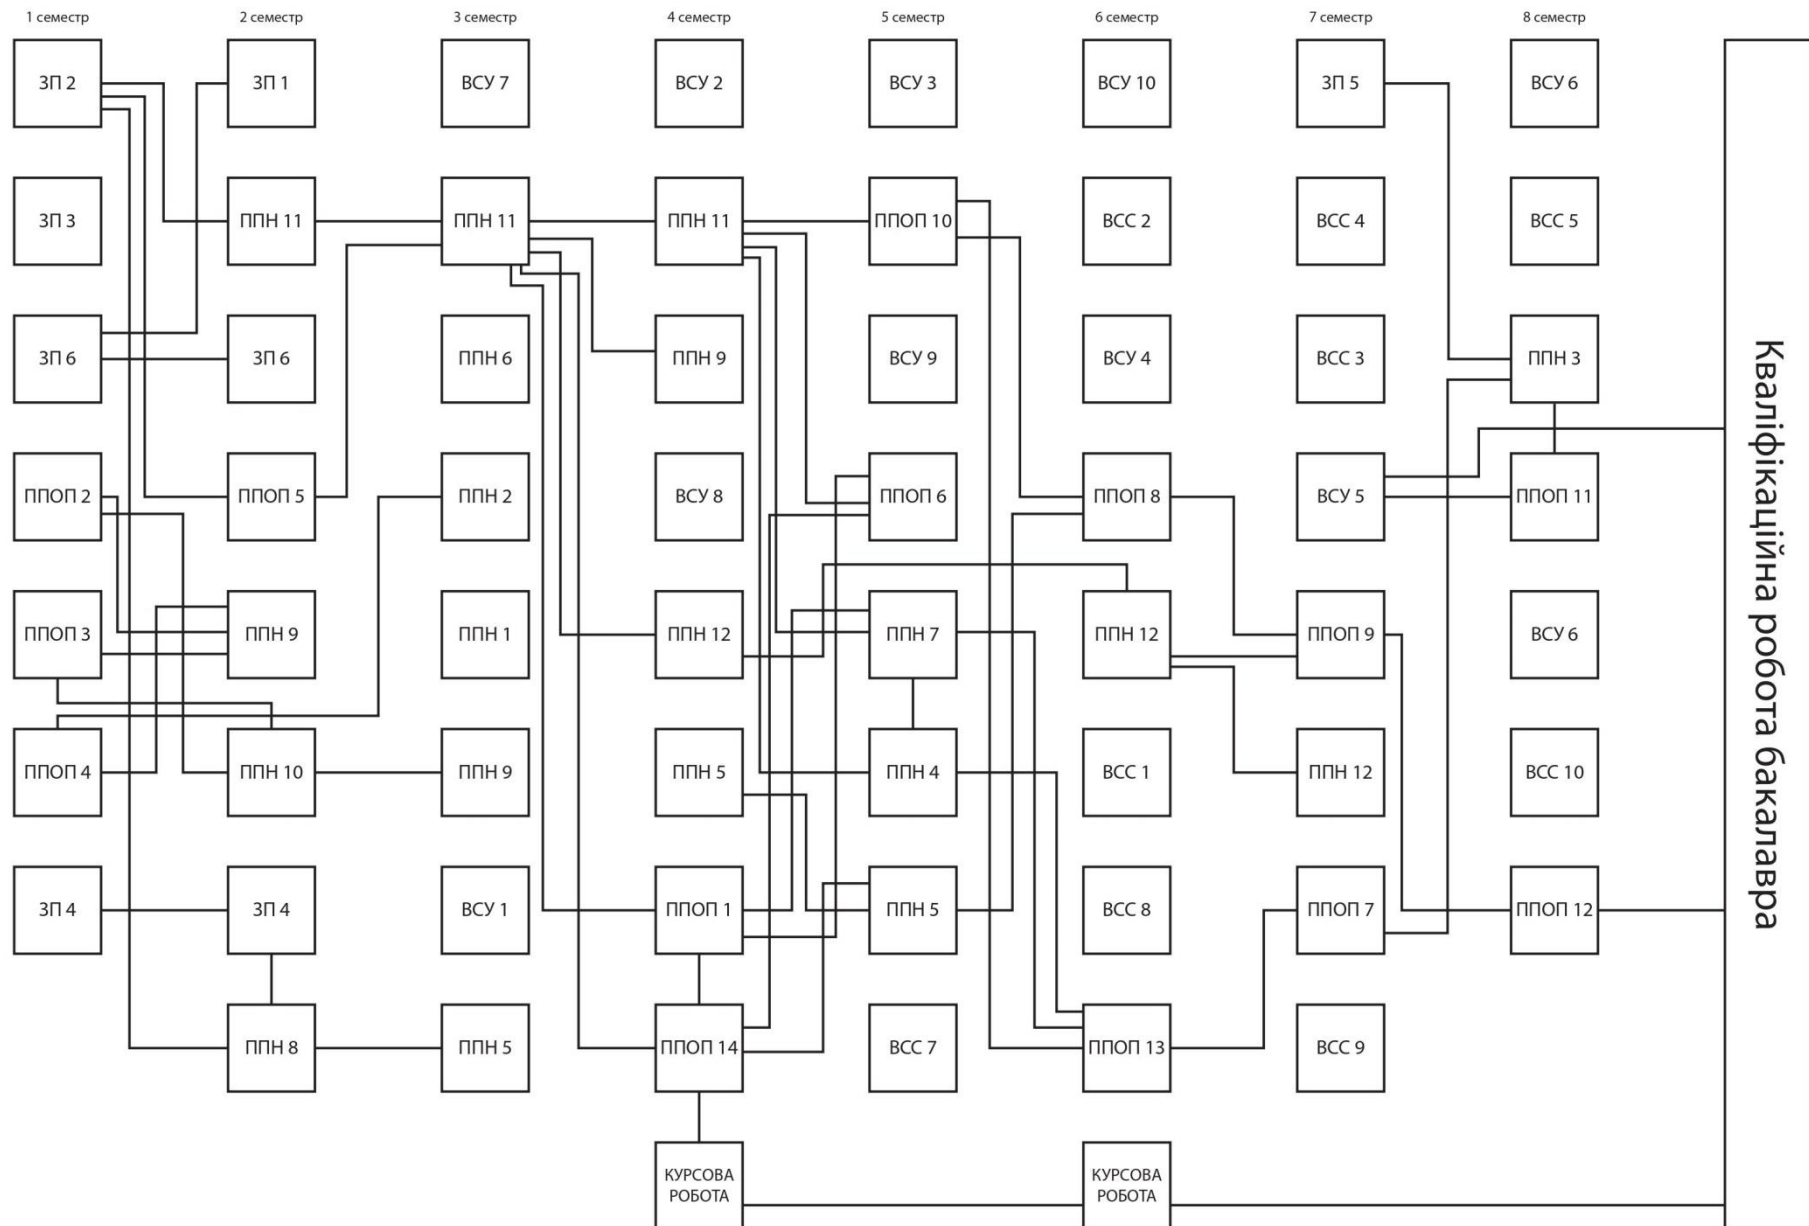 1 семестр
2 семестр
3 семестр
4 семестр
5 семестр
6 семестр
7 семестр
8 семестр
ЗП 2
ЗП 1
ВСУ 7
ВСУ 2
ВСУ 3
ВСУ 10
ЗП 5
ВСУ 6
ЗП 3
ППН 11
ППН 11
ППН 11
ППОП 10
ВСС 2
ВСС 4
ВСС 5
ЗП 6
ЗП 6
ППН 6
ППН 9
ВСУ 9
ВСУ 4
ВСС 3
ППН 3
ППОП 2
ППОП 5
ППН 2
ВСУ 8
ППОП 6
ППОП 8
ВСУ 5
ППОП 11
ППОП 3
ППН 9
ППН 1
ППН 12
ППН 7
ППН 12
ППОП 9
ВСУ 6
ППОП 4
ППН 10
ППН 9
ППН 5
ППН 4
ВСС 1
ППН 12
ВСС 10
ЗП 4
ЗП 4
ВСУ 1
ППОП 1
ППН 5
ВСС 8
ППОП 7
ППОП 12
ППН 8
ППН 5
ППОП 14
ВСС 7
ППОП 13
ВСС 9
КУРСОВА
РОБОТА
КУРСОВА
РОБОТА
Кваліфікаційна робота бакалавра